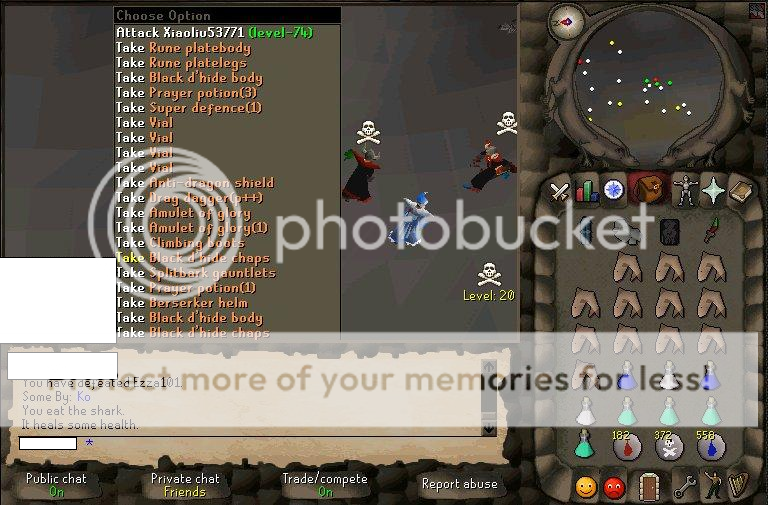 Choose Option
Attack Xiaoliu53771 (level-74)
Take Rune platebody
Take Rune platelegs
Take Black d'hide body
Take Prayer potion(3)
Take Super defence(1)
Take Vial
Take Vial
Take Vial
Take Vial
Take Anti-dragon shield
Take Drag dagger(p++)
Take Amulet of glory
Take Amulet of glory(1)
Take Climbing boots
Take Black d'hide chaps
Take Splitbark gauntlets
Take Prayer potion(1)
Take Berserker helm
Take Black d'hide body
Take Black d'hide chaps
photobucket
Level: 20
more of your memories for less!
You have defeated Ezza101.
Some By: Ko
You eat the shark.
It heals some health.
*
182
372
558
Public chat
On
Private chat
Friends
Trade/compete
On
Report abuse